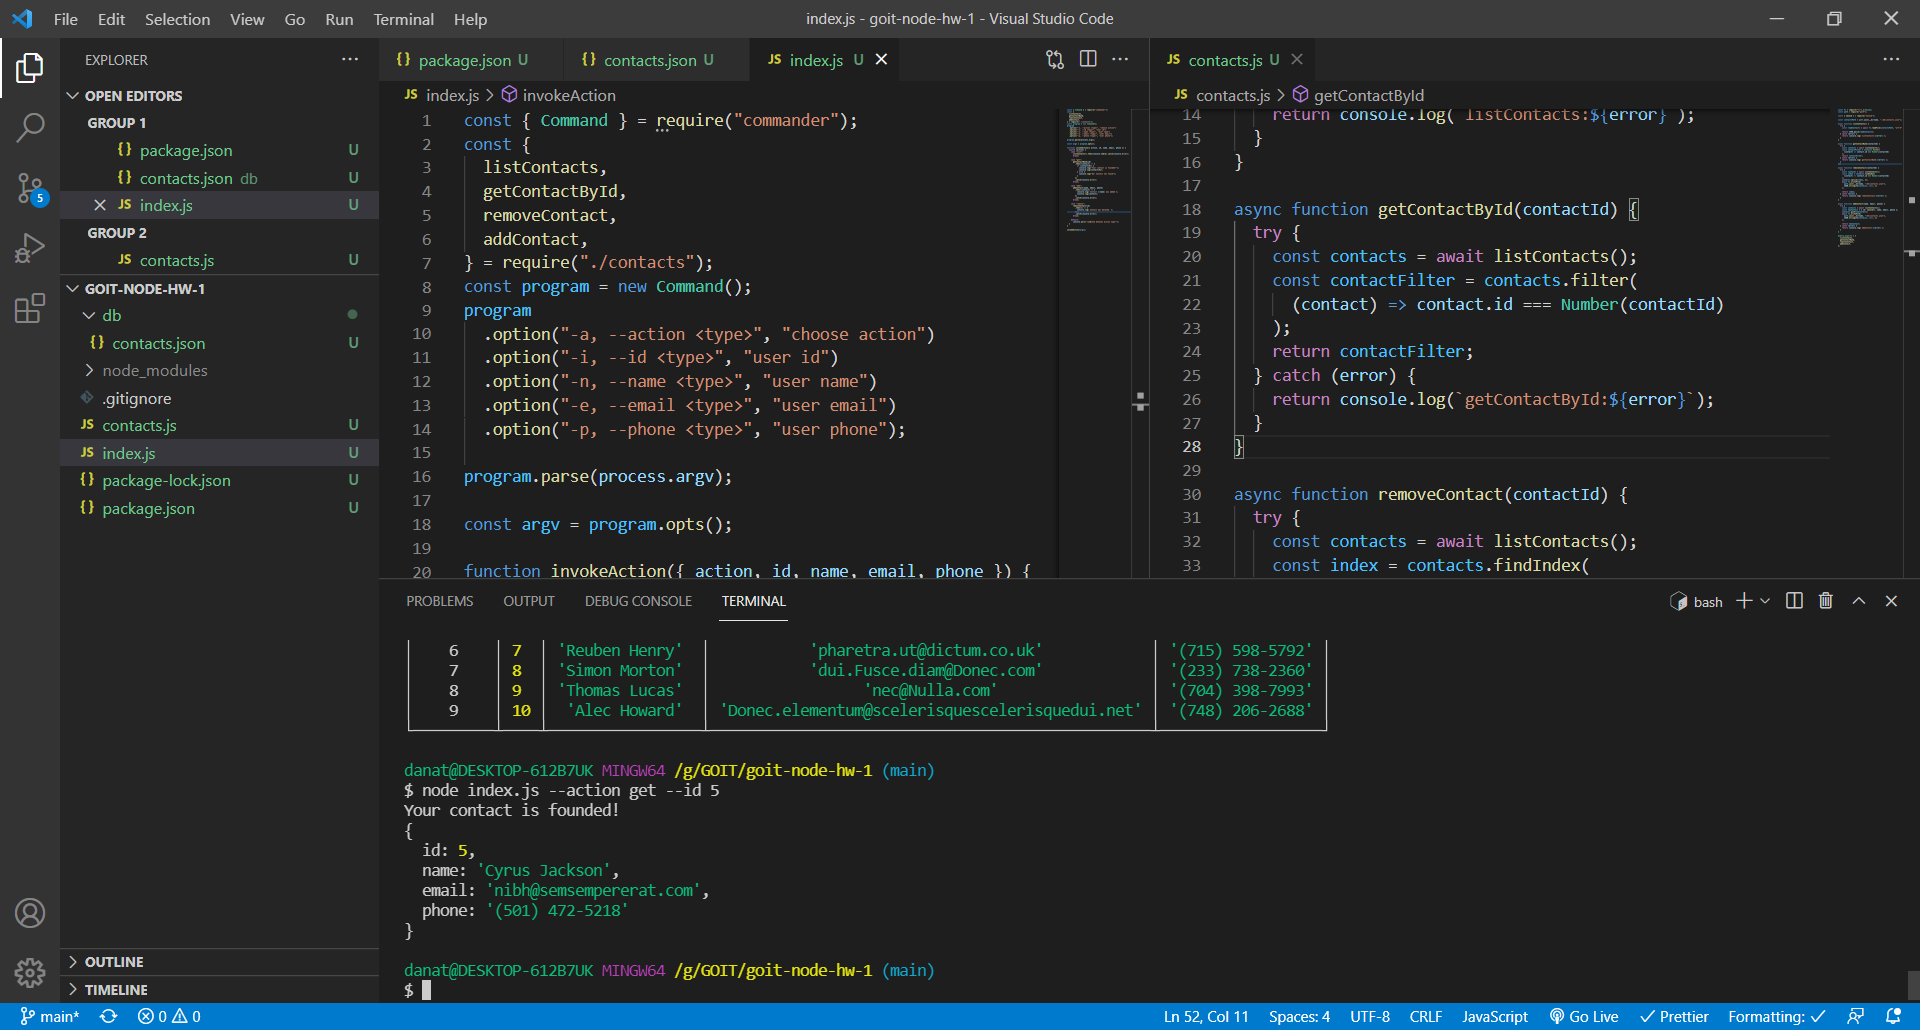 File Edit Selection View Go Run Terminal Help
index.js - goit-node-hw-1 - Visual Studio Code
EXPLORER
OPEN EDITORS
GROUP 1
{} package.json U
{} contacts.json db U
JS index.js U
GROUP 2
JS contacts.js U
GOIT-NODE-HW-1
db
{} contacts.json U
node_modules
.gitignore
JS contacts.js U
JS index.js U
{} package-lock.json U
{} package.json U
OUTLINE
TIMELINE
5
{} package.json U {} contacts.json U JS index.js U
JS index.js > invokeAction
1 const { Command } = require("commander");
2 const {
3 listContacts,
4 getContactById,
5 removeContact,
6 addContact,
7 } = require("./contacts");
8 const program = new Command();
9 program
10 .option("-a, --action <type>", "choose action")
11 .option("-i, --id <type>", "user id")
12 .option("-n, --name <type>", "user name")
13 .option("-e, --email <type>", "user email")
14 .option("-p, --phone <type>", "user phone");
15
16 program.parse(process.argv);
17
18 const argv = program.opts();
19
20 function invokeAction({ action, id, name, email, phone }) {
JS contacts.js U
JS contacts.js > getContactById
14 return console.log(`listContacts:${error}`);
15 }
16 }
17
18 async function getContactById(contactId) {
19 try {
20 const contacts = await listContacts();
21 const contactFilter = contacts.filter(
22 (contact) => contact.id === Number(contactId)
23 );
24 return contactFilter;
25 } catch (error) {
26 return console.log(`getContactById:${error}`);
27 }
28 }
29
30 async function removeContact(contactId) {
31 try {
32 const contacts = await listContacts();
33 const index = contacts.findIndex(
PROBLEMS OUTPUT DEBUG CONSOLE TERMINAL
bash
6 7 'Reuben Henry' 'pharetra.ut@dictum.co.uk' '(715) 598-5792'
7 8 'Simon Morton' 'dui.Fusce.diam@Donec.com' '(233) 738-2360'
8 9 'Thomas Lucas' 'nec@Nulla.com' '(704) 398-7993'
9 10 'Alec Howard' 'Donec.elementum@scelerisquescelerisquedui.net' '(748) 206-2688'
danat@DESKTOP-612B7UK MINGW64 /g/GOIT/goit-node-hw-1 (main)
$ node index.js --action get --id 5
Your contact is founded!
{
id: 5,
name: 'Cyrus Jackson',
email: 'nibh@semsempererat.com',
phone: '(501) 472-5218'
}
danat@DESKTOP-612B7UK MINGW64 /g/GOIT/goit-node-hw-1 (main)
$
main* 0 0
Ln 52, Col 11 Spaces: 4 UTF-8 CRLF JavaScript Go Live Prettier Formatting: